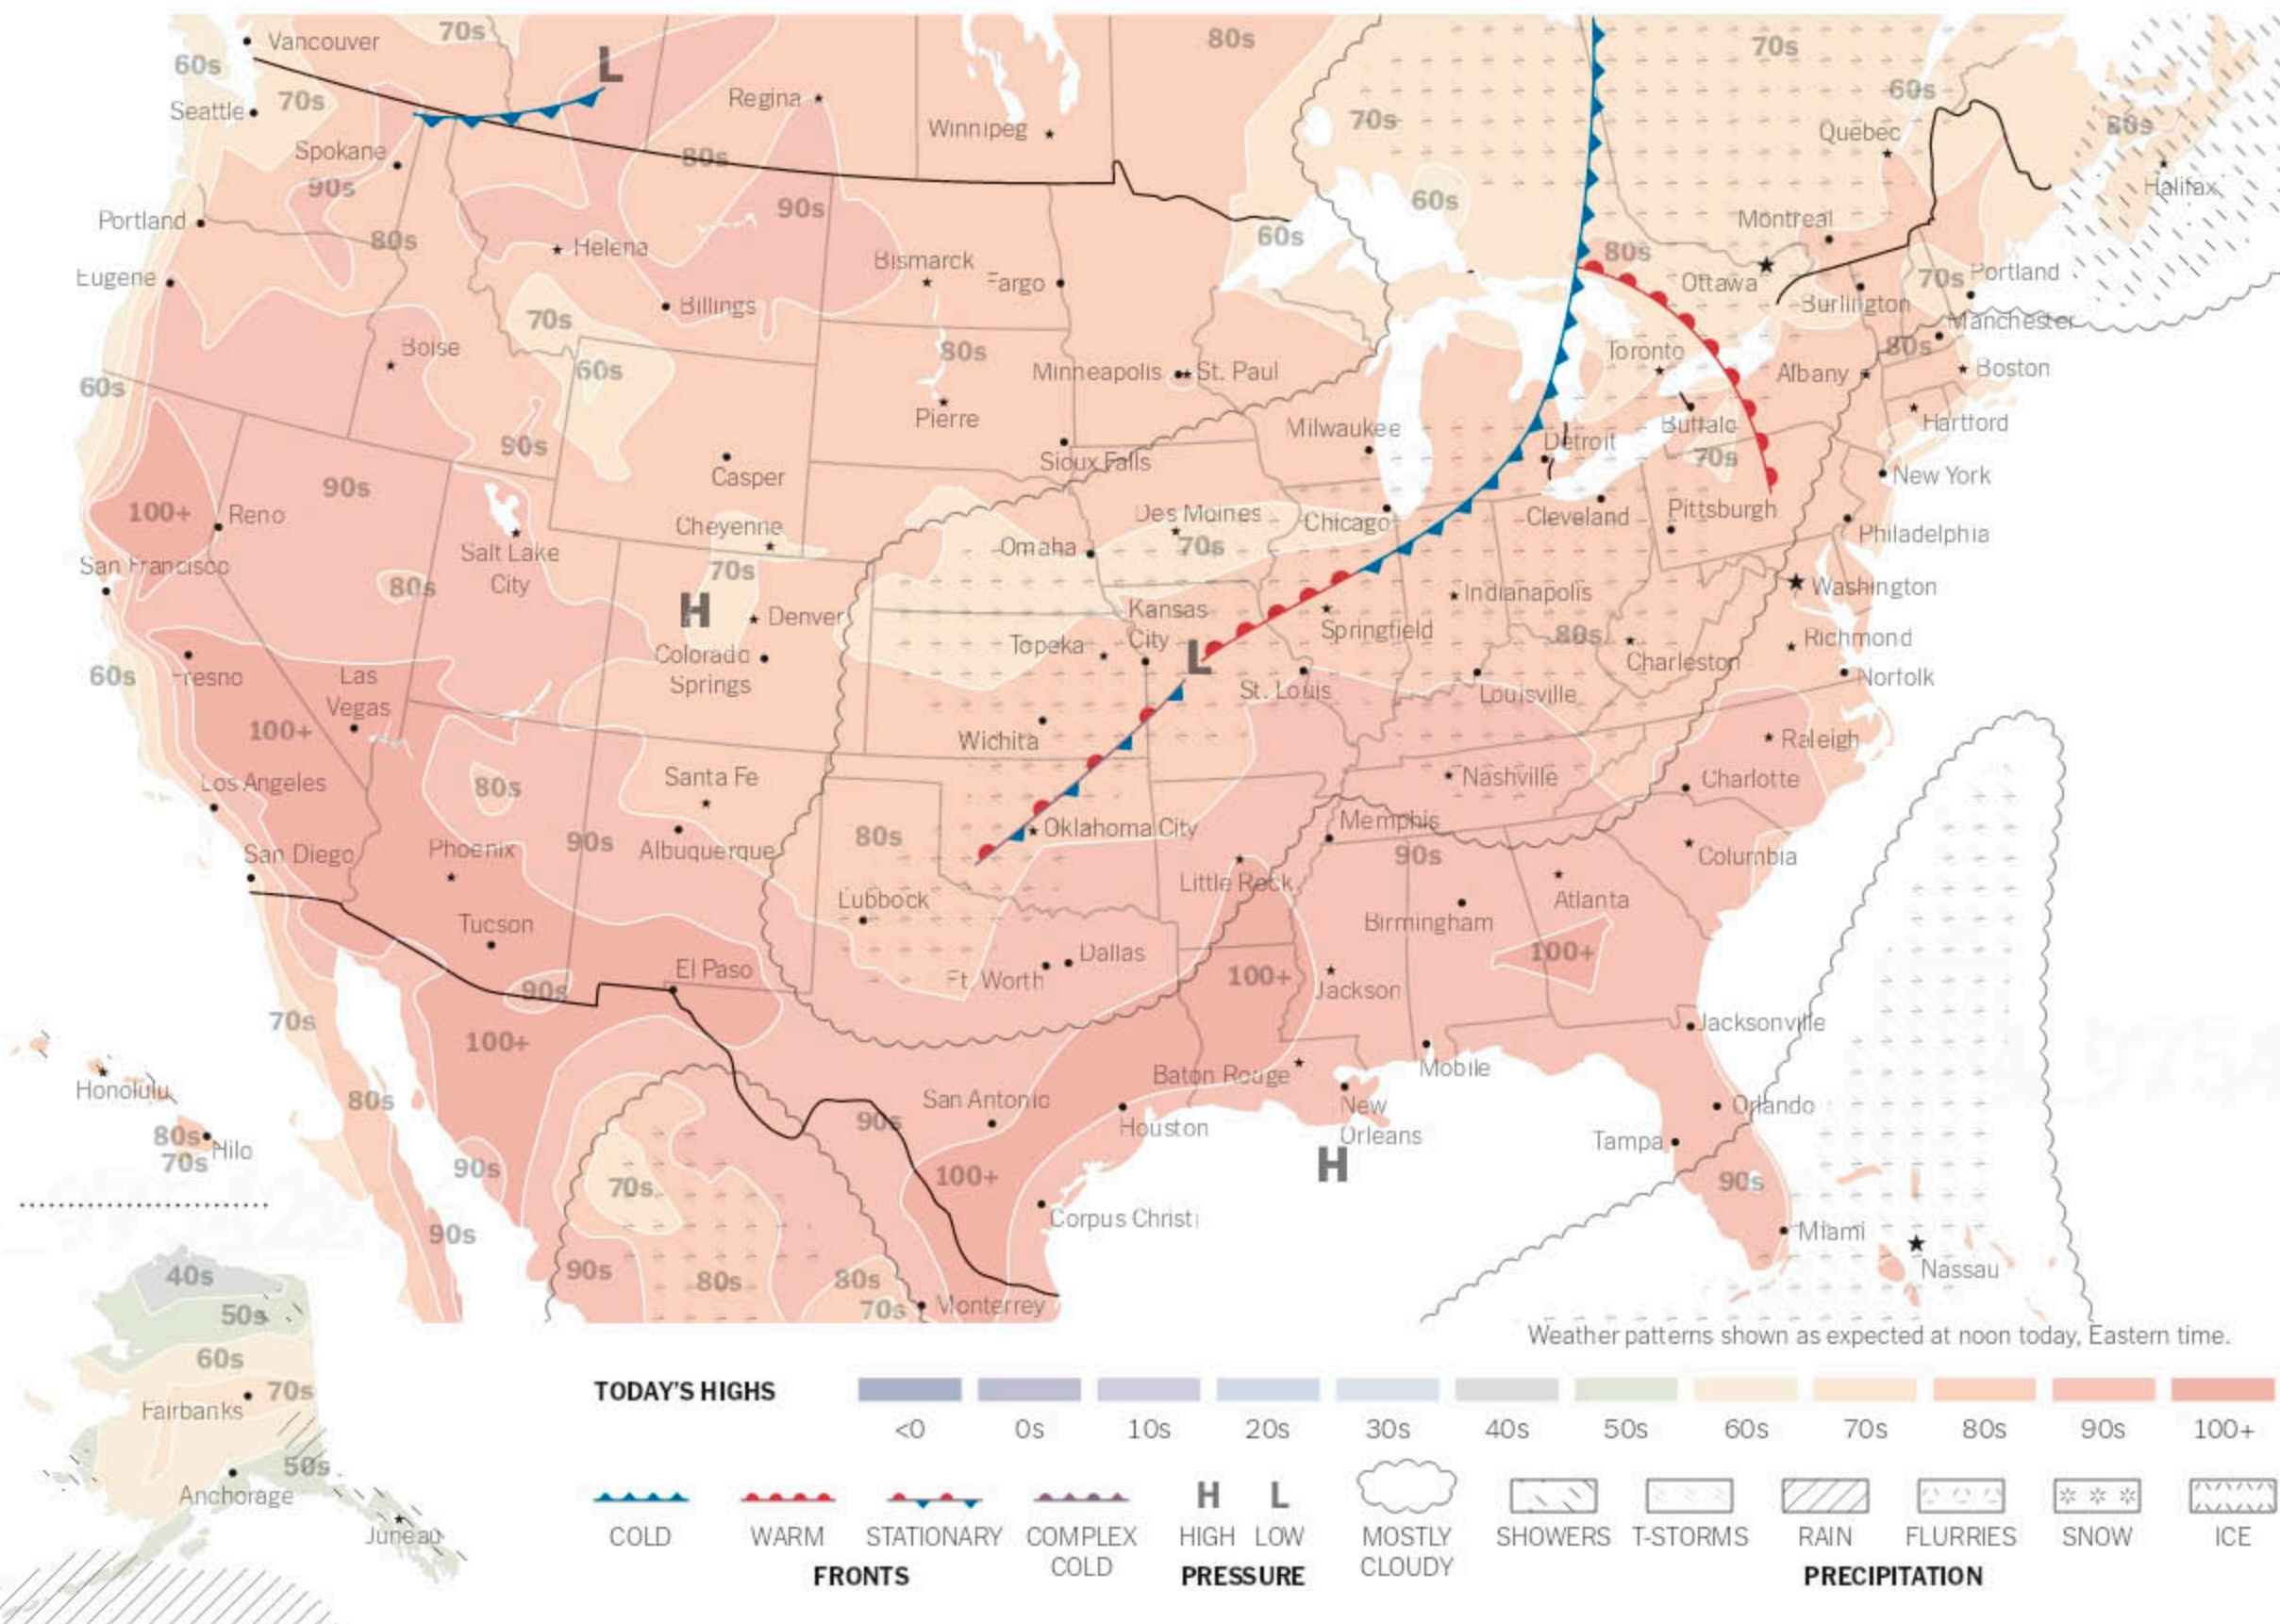 Vancouver
70s
L
80s
70s
60s
Seattle
70s
Regina
Winnipeg
70s
60s
Quebec
80s
Halifax
Spokane
90s
80s
90s
60s
Portland
80s
Helena
60s
Montreal
80s
Ottawa
Eugene
Bismarck
Fargo
Billings
Burlington
70s
Portland
Manchester
70s
Boise
60s
80s
Minneapolis
St. Paul
Toronto
Albany
80s
Boston
60s
Pierre
Milwaukee
Detroit
Buffalo
Hartford
90s
Casper
Sioux Falls
70s
New York
90s
100+
Reno
Cheyenne
Des Moines
70s
Chicago
Cleveland
Pittsburgh
Philadelphia
Salt Lake
City
Omaha
San Francisco
80s
70s
H
Denver
Kansas
City
Indianapolis
Washington
Springfield
80s
Richmond
Topeka
L
Charleston
Colorado
Springs
60s
Fresno
Las
Vegas
St. Louis
Louisville
Norfolk
100+
Wichita
Raleigh
Los Angeles
80s
Santa Fe
Nashville
Charlotte
Oklahoma City
Memphis
San Diego
Phoenix
90s
Albuquerque
80s
90s
Columbia
Little Rock
Lubbock
Atlanta
Tucson
Birmingham
Dallas
Ft. Worth
100+
El Paso
90s
100+
Jackson
70s
100+
Jacksonville
Honolulu
80s
Baton Rouge
Mobile
San Antonio
90s
New
Orleans
Houston
Orlando
Tampa
80s
Hilo
70s
90s
70s
100+
H
90s
Corpus Christi
90s
Miami
Nassau
40s
90s
80s
80s
70s
Monterrey
50s
60s
70s
Fairbanks
50s
Anchorage
Juneau
Weather patterns shown as expected at noon today, Eastern time.
TODAY'S HIGHS
<0 0s 10s 20s 30s 40s 50s 60s 70s 80s 90s 100+
H L
COLD WARM STATIONARY COMPLEX COLD HIGH LOW MOSTLY CLOUDY SHOWERS T-STORMS RAIN FLURRIES SNOW ICE
FRONTS PRESSURE PRECIPITATION